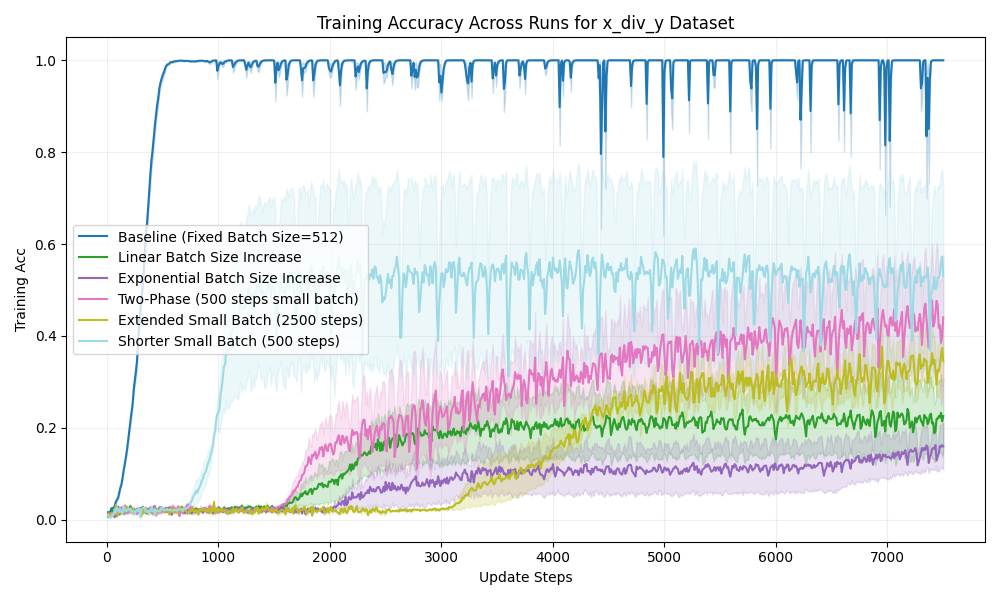 Training Accuracy Across Runs for x_div_y Dataset
Training Acc
1.0
0.8
0.6
0.4
0.2
0.0
Baseline (Fixed Batch Size=512)
Linear Batch Size Increase
Exponential Batch Size Increase
Two-Phase (500 steps small batch)
Extended Small Batch (2500 steps)
Shorter Small Batch (500 steps)
0 1000 2000 3000 4000 5000 6000 7000
Update Steps